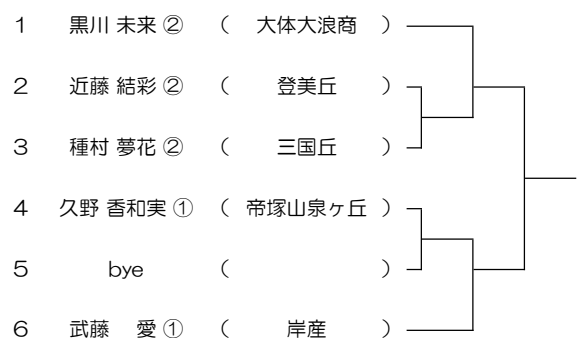 1 黒川 未来 ② ( 大体大浪商 )
2 近藤 結彩 ② ( 登美丘 )
3 種村 夢花 ② ( 三国丘 )
4 久野 香和実 ① ( 帝塚山泉ヶ丘 )
5 bye ( )
6 武藤 愛 ① ( 岸産 )